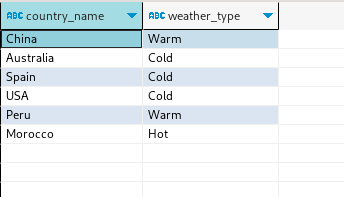 ABC country_name ABC weather_type
China Warm
Australia Cold
Spain Cold
USA Cold
Peru Warm
Morocco Hot